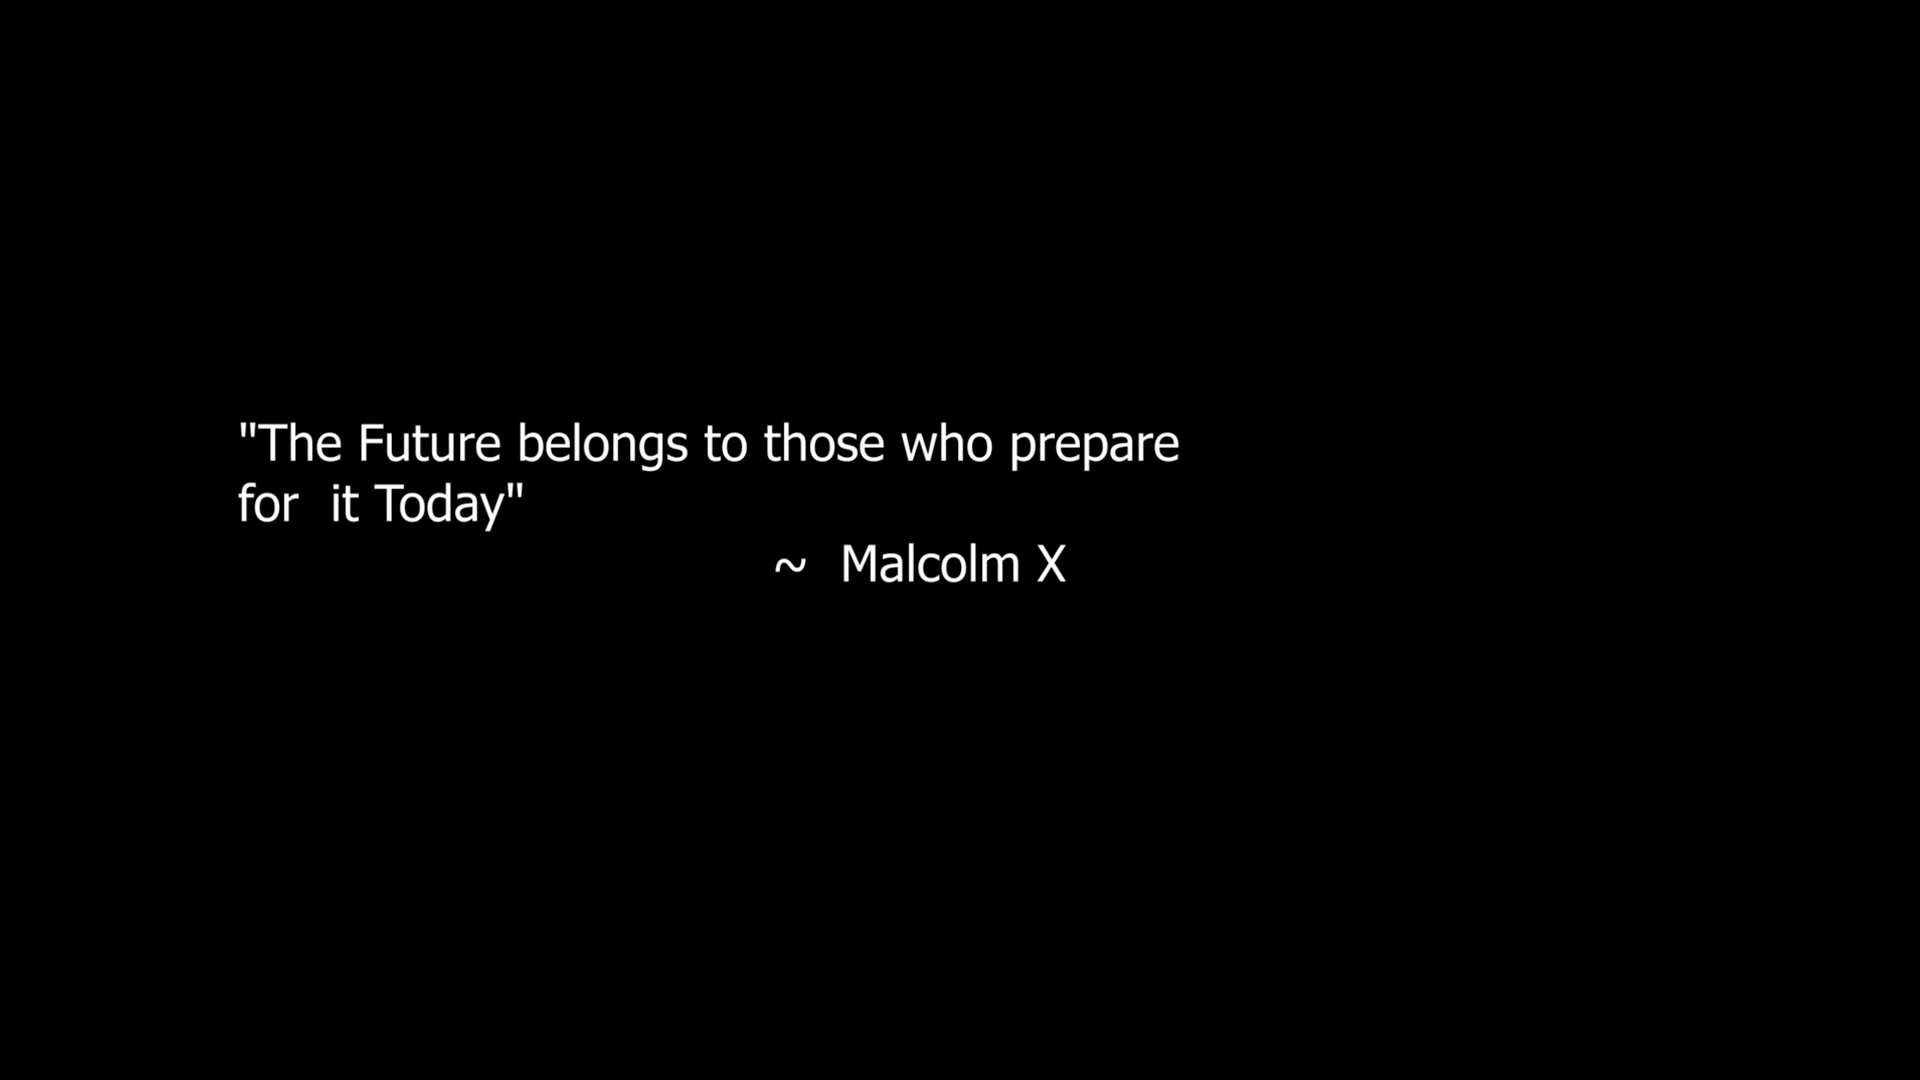 "The Future belongs to those who prepare
for  it Today"
~  Malcolm X